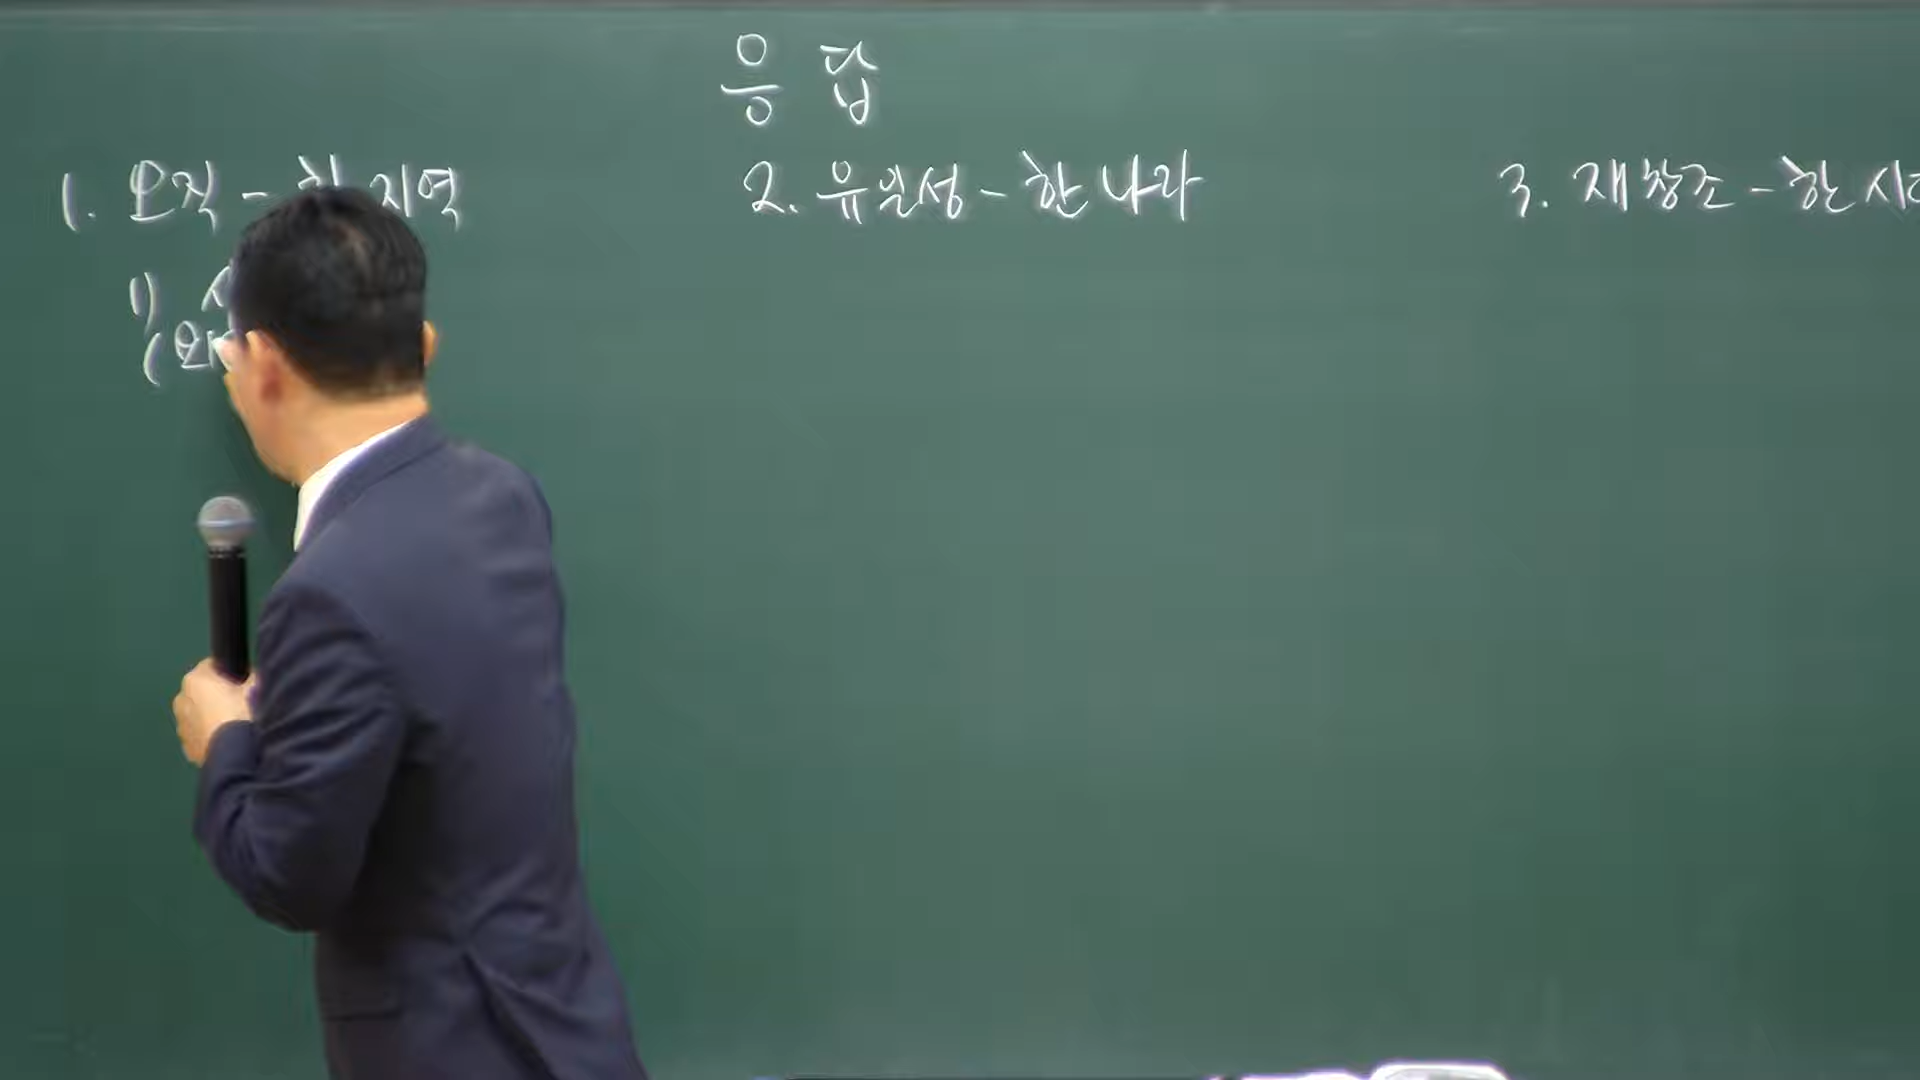 응답
1. 오직 - 한 지역
2. 유일성 - 한 나라
3. 재창조 - 한
1)